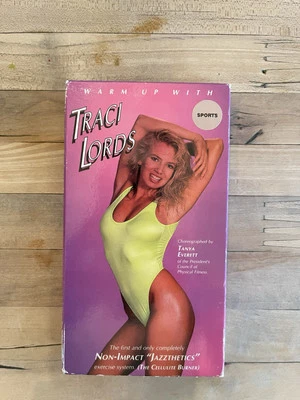 WARM UP WITH
TRACI
LORDS
SPORTS
Choreographed by
TANYA
EVERETT
of the President's
Council of
Physical Fitness.
The first and only completely
NON-IMPACT "JAZZTHETICS"
exercise system. (THE CELLULITE BURNER)